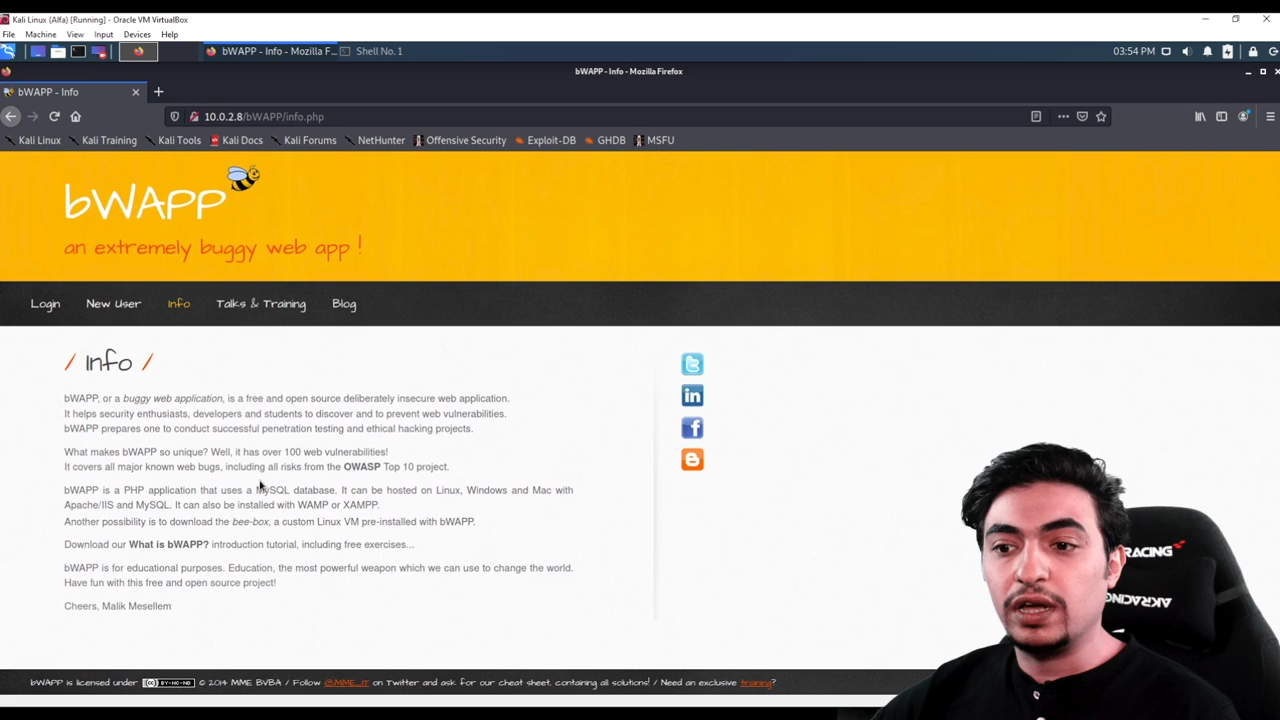 Kali Linux (Alfa) [Running] - Oracle VM VirtualBox
File Machine View Input Devices Help
bWAPP - Info - Mozilla F... Shell No. 1 03:54 PM
bWAPP - Info - Mozilla Firefox
bWAPP - Info
10.0.2.8/bWAPP/info.php
Kali Linux Kali Training Kali Tools Kali Docs Kali Forums NetHunter Offensive Security Exploit-DB GHDB MSFU
bWAPP
an extremely buggy web app !
Login New User Info Talks & Training Blog
/ Info /
bWAPP, or a buggy web application, is a free and open source deliberately insecure web application.
It helps security enthusiasts, developers and students to discover and to prevent web vulnerabilities.
bWAPP prepares one to conduct successful penetration testing and ethical hacking projects.
What makes bWAPP so unique? Well, it has over 100 web vulnerabilities!
It covers all major known web bugs, including all risks from the OWASP Top 10 project.
bWAPP is a PHP application that uses a MySQL database. It can be hosted on Linux, Windows and Mac with
Apache/IIS and MySQL. It can also be installed with WAMP or XAMPP.
Another possibility is to download the bee-box, a custom Linux VM pre-installed with bWAPP.
Download our What is bWAPP? introduction tutorial, including free exercises...
bWAPP is for educational purposes. Education, the most powerful weapon which we can use to change the world.
Have fun with this free and open source project!
Cheers, Malik Mesellem
bWAPP is licensed under (cc) BY-NC-ND © 2014 MME BVBA / Follow @MME_IT on Twitter and ask for our cheat sheet, containing all solutions! / Need an exclusive training?
RACING
AKRACING